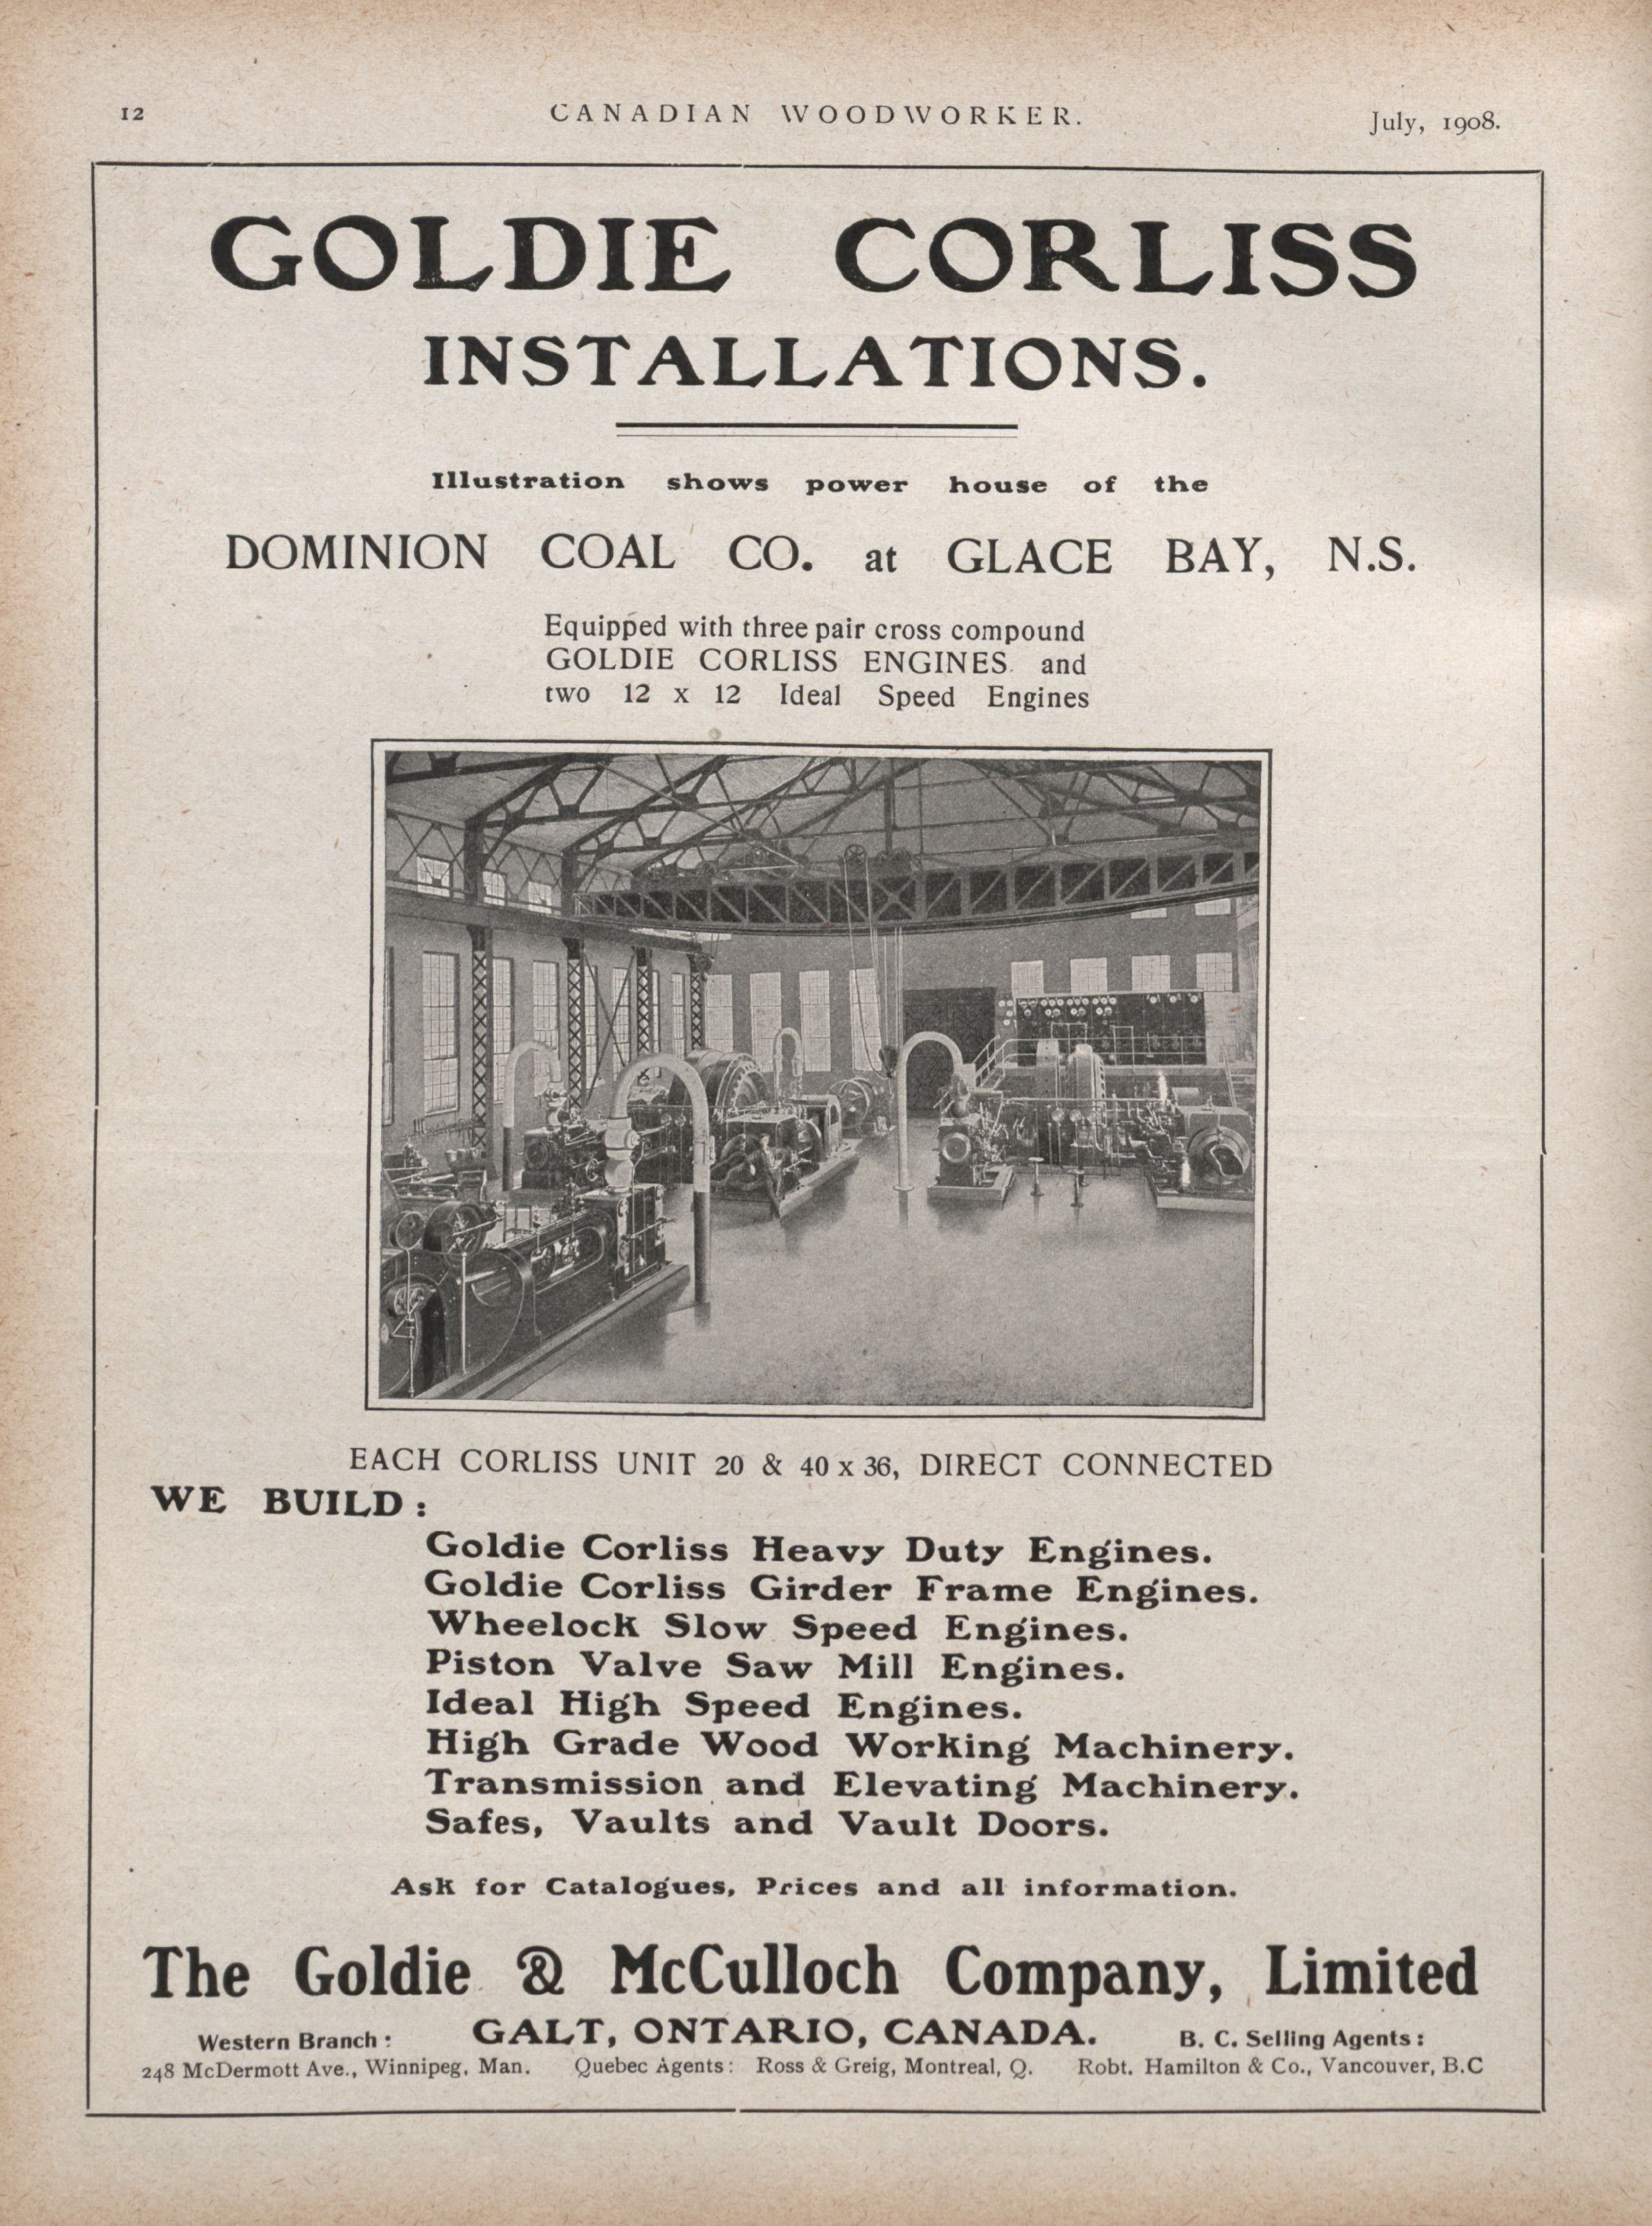 12
CANADIAN WOODWORKER.
July, 1908.
GOLDIE CORLISS
INSTALLATIONS.
Illustration shows power house of the
DOMINION COAL CO. at GLACE BAY, N.S.
Equipped with three pair cross compound
GOLDIE CORLISS ENGINES and
two 12 x 12 Ideal Speed Engines
EACH CORLISS UNIT 20 & 40 x 36, DIRECT CONNECTED
WE BUILD:
Goldie Corliss Heavy Duty Engines.
Goldie Corliss Girder Frame Engines.
Wheelock Slow Speed Engines.
Piston Valve Saw Mill Engines.
Ideal High Speed Engines.
High Grade Wood Working Machinery.
Transmission and Elevating Machinery.
Safes, Vaults and Vault Doors.
Ask for Catalogues, Prices and all information.
The Goldie & McCulloch Company, Limited
GALT, ONTARIO, CANADA.
Western Branch:
248 McDermott Ave., Winnipeg, Man.
Quebec Agents: Ross & Greig, Montreal, Q.
B. C. Selling Agents:
Robt. Hamilton & Co., Vancouver, B.C